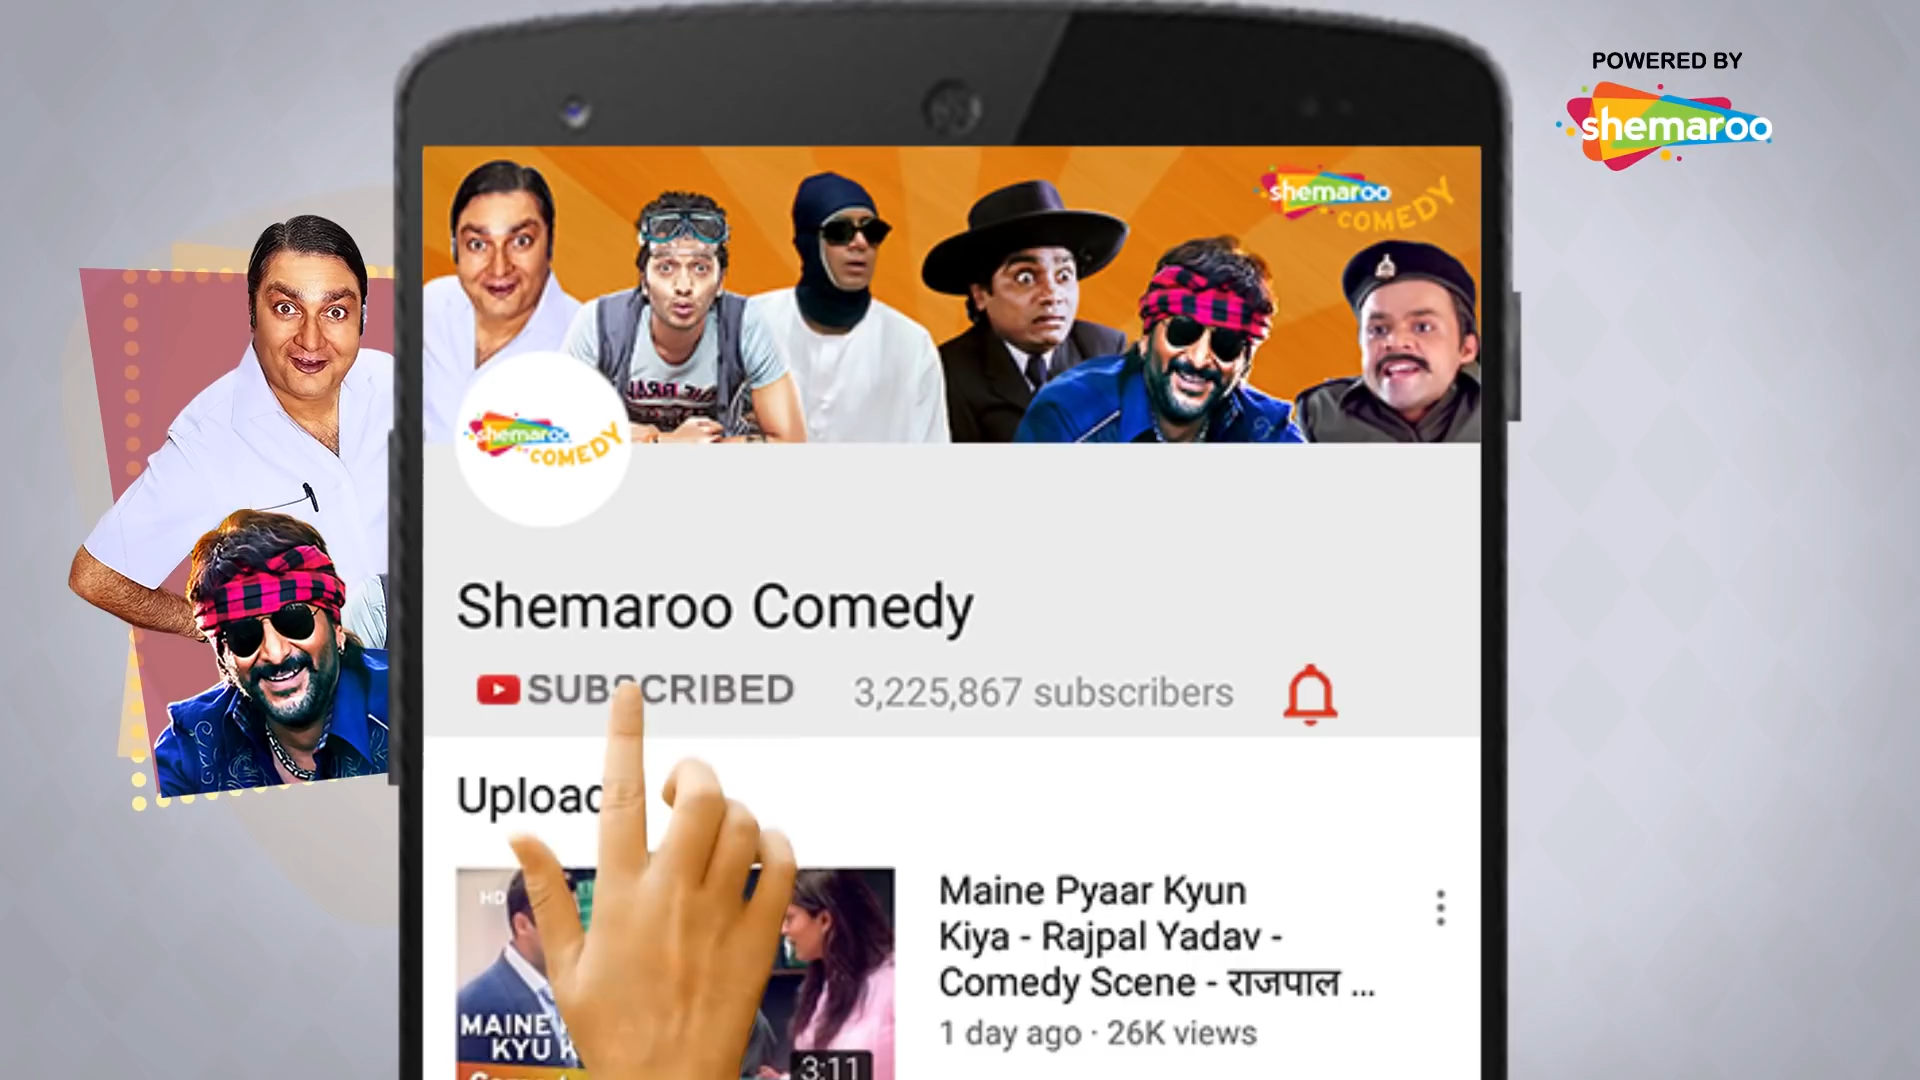 POWERED BY
shemaroo
shemaroo
COMEDY
shemaroo
COMEDY
Shemaroo Comedy
SUBSCRIBED 3,225,867 subscribers
HD
Maine Pyaar Kyun
Kiya - Rajpal Yadav -
Comedy Scene - राजपाल ...
1 day ago · 26K views
MAINE
KYU
3:11